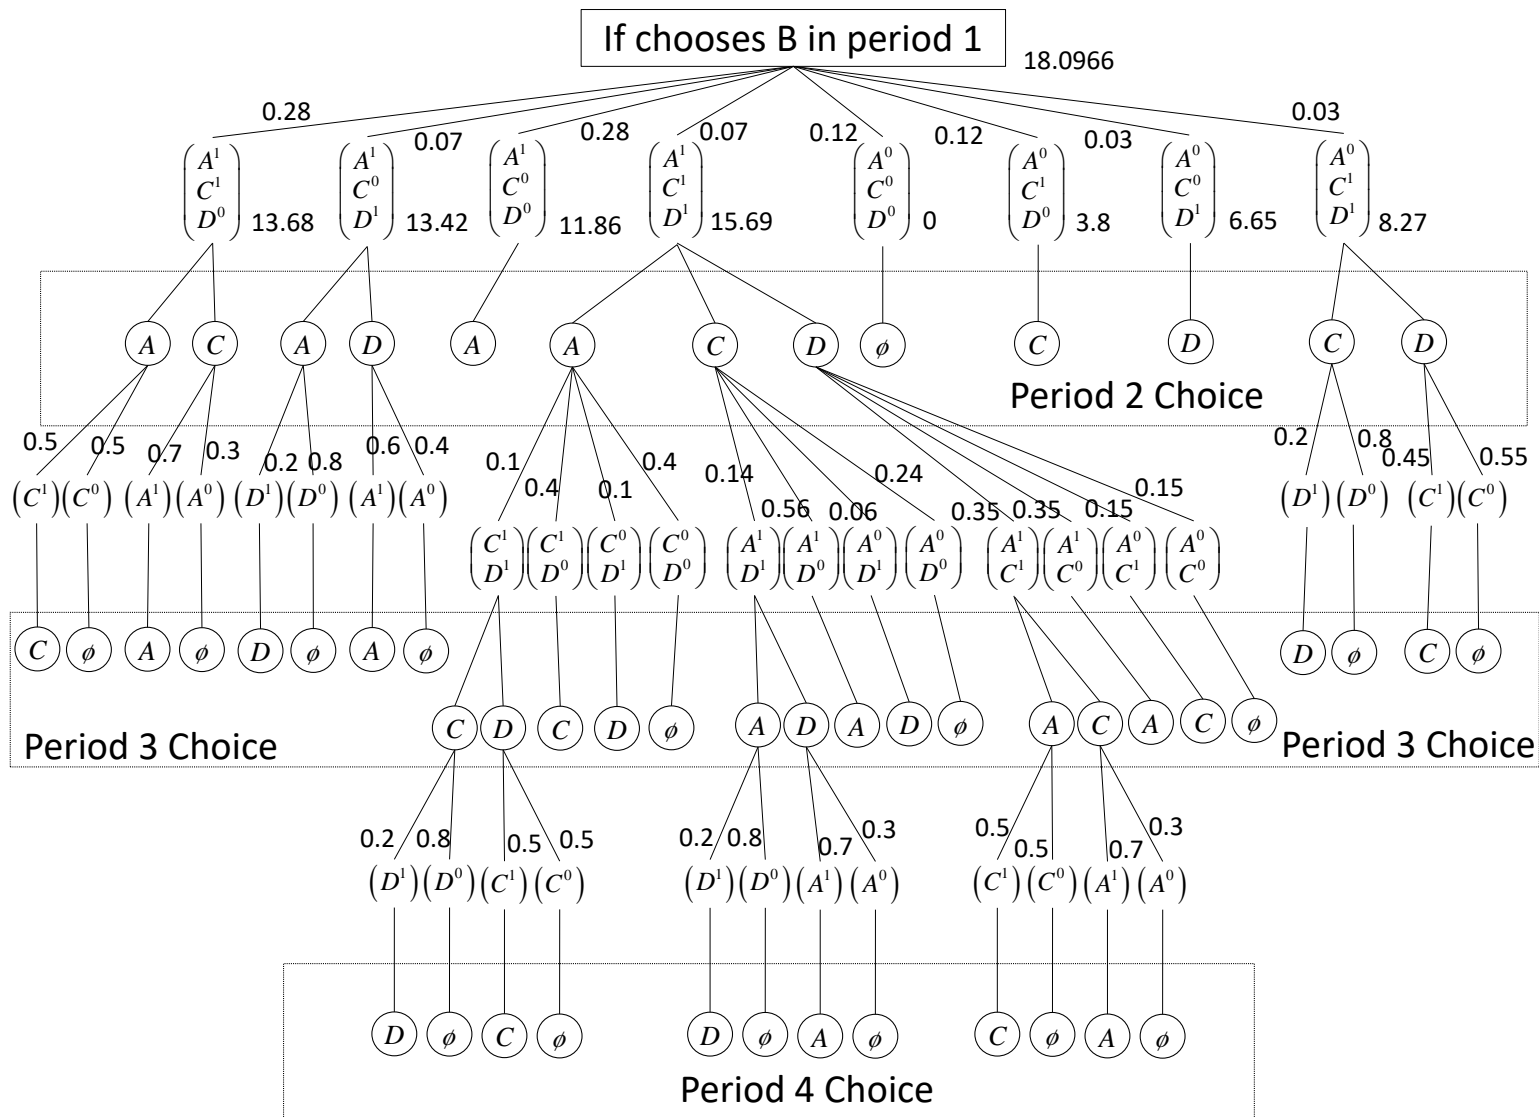 If chooses B in period 1
18.0966
0.28 0.07 0.28 0.07 0.12 0.12 0.03 0.03
A¹ A¹ A¹ A¹ A⁰ A⁰ A⁰ A⁰
C¹ C⁰ C⁰ C¹ C⁰ C¹ C⁰ C¹
D⁰ D¹ D⁰ D¹ D⁰ D⁰ D¹ D¹
13.68 13.42 11.86 15.69 0 3.8 6.65 8.27
A C A D A A C D ϕ C D C D
Period 2 Choice
0.5 0.5 0.7 0.3 0.2 0.8 0.6 0.4 0.1 0.4 0.1 0.4 0.14 0.56 0.06 0.24 0.35 0.35 0.15 0.15 0.2 0.8 0.45 0.55
(C¹) (C⁰) (A¹) (A⁰) (D¹) (D⁰) (A¹) (A⁰) (D¹) (D⁰) (C¹) (C⁰)
C¹ C¹ C⁰ C⁰ A¹ A¹ A⁰ A⁰ A¹ A¹ A⁰ A⁰
D¹ D⁰ D¹ D⁰ D¹ D⁰ D¹ D⁰ C¹ C⁰ C¹ C⁰
C ϕ A ϕ D ϕ A ϕ D ϕ C ϕ
C D C D ϕ A D A D ϕ A C A C ϕ
Period 3 Choice Period 3 Choice
0.2 0.8 0.5 0.5 0.2 0.8 0.7 0.3 0.5 0.5 0.7 0.3
(D¹) (D⁰) (C¹) (C⁰) (D¹) (D⁰) (A¹) (A⁰) (C¹) (C⁰) (A¹) (A⁰)
D ϕ C ϕ D ϕ A ϕ C ϕ A ϕ
Period 4 Choice